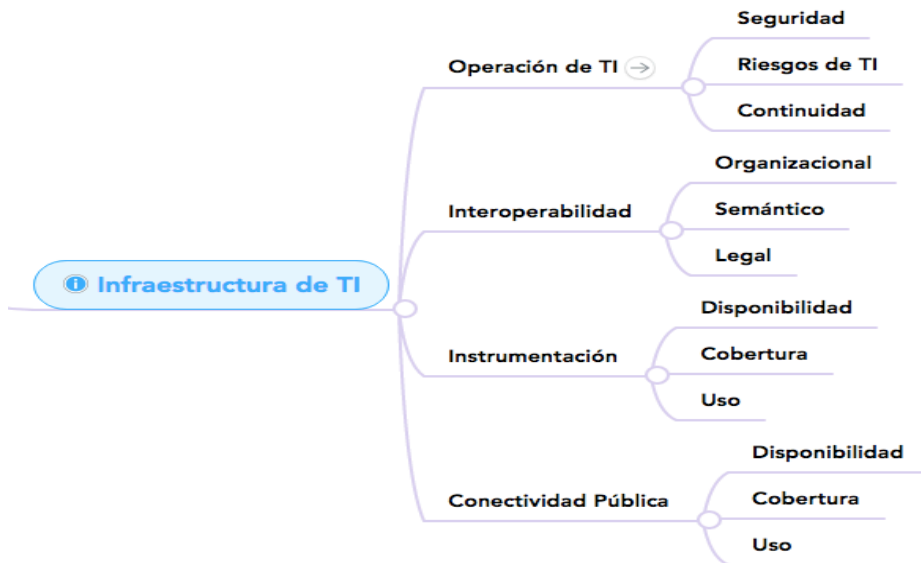 Infraestructura de TI
Operación de TI
Seguridad
Riesgos de TI
Continuidad
Interoperabilidad
Organizacional
Semántico
Legal
Instrumentación
Disponibilidad
Cobertura
Uso
Conectividad Pública
Disponibilidad
Cobertura
Uso